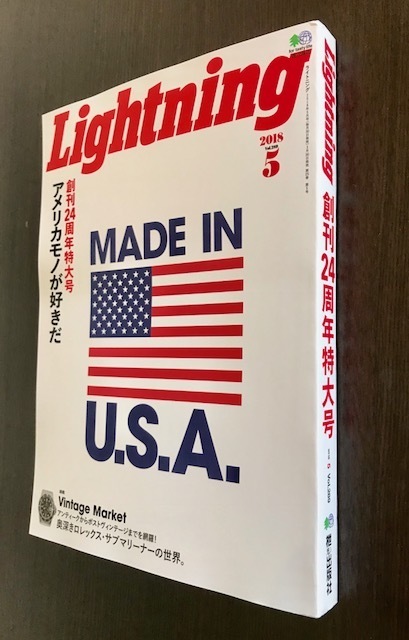 Lightning
2018
5
創刊24周年特大号
アメリカモノが好きだ
MADE IN
U.S.A.
Vintage Market
アンティークからポストヴィンテージまでを網羅!
奥深きロレックス・サブマリーナーの世界。
Lightning
創刊24周年特大号
5